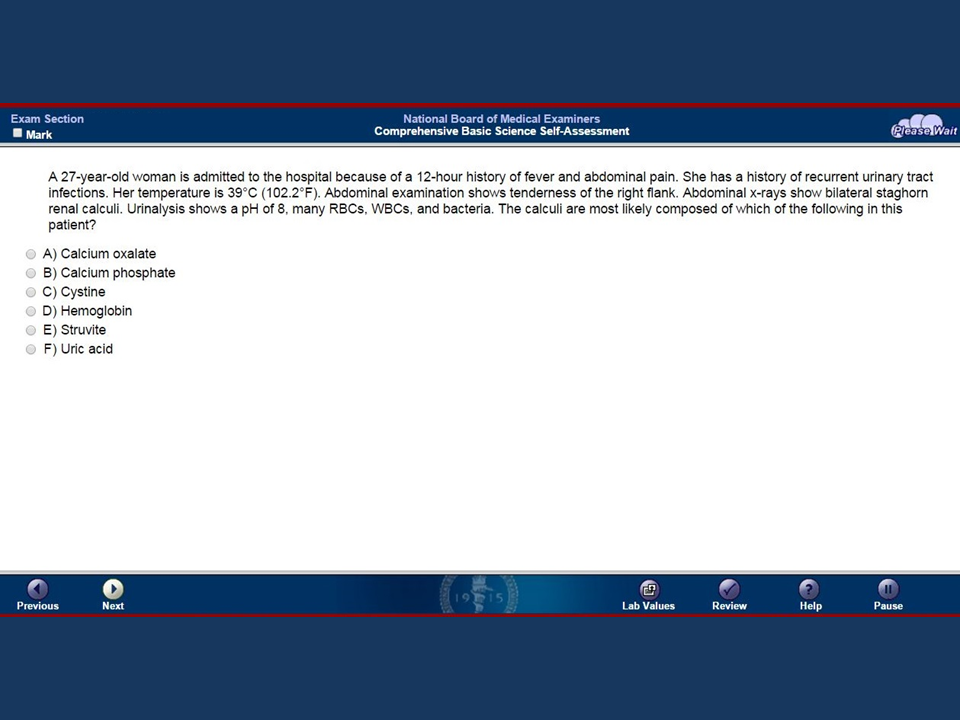 Exam Section
Mark
National Board of Medical Examiners
Comprehensive Basic Science Self-Assessment
Please Wait
A 27-year-old woman is admitted to the hospital because of a 12-hour history of fever and abdominal pain. She has a history of recurrent urinary tract
infections. Her temperature is 39°C (102.2°F). Abdominal examination shows tenderness of the right flank. Abdominal x-rays show bilateral staghorn
renal calculi. Urinalysis shows a pH of 8, many RBCs, WBCs, and bacteria. The calculi are most likely composed of which of the following in this
patient?
A) Calcium oxalate
B) Calcium phosphate
C) Cystine
D) Hemoglobin
E) Struvite
F) Uric acid
1915
Previous
Next
Lab Values
Review
Help
Pause